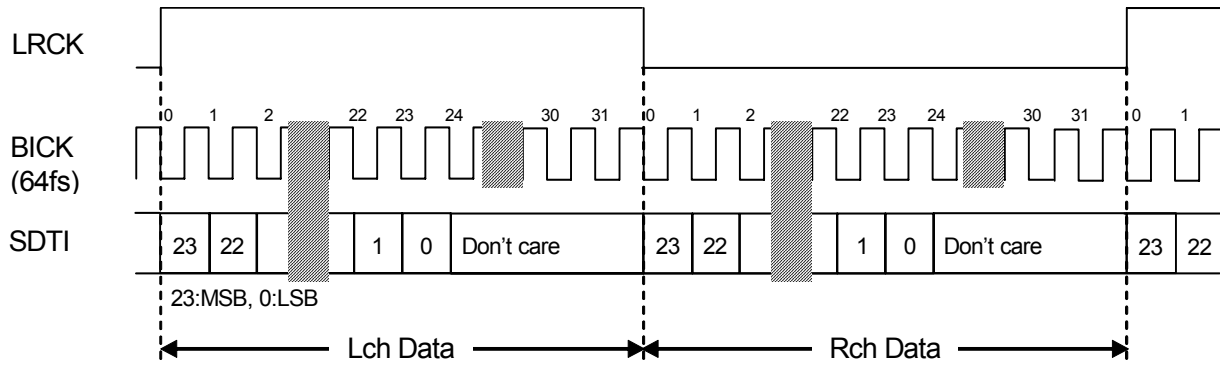 LRCK
0 1 2 22 23 24 30 31 0 1 2 22 23 24 30 31 0 1
BICK
(64fs)
SDTI 23 22 1 0 Don't care 23 22 1 0 Don't care 23 22
23:MSB, 0:LSB
Lch Data Rch Data